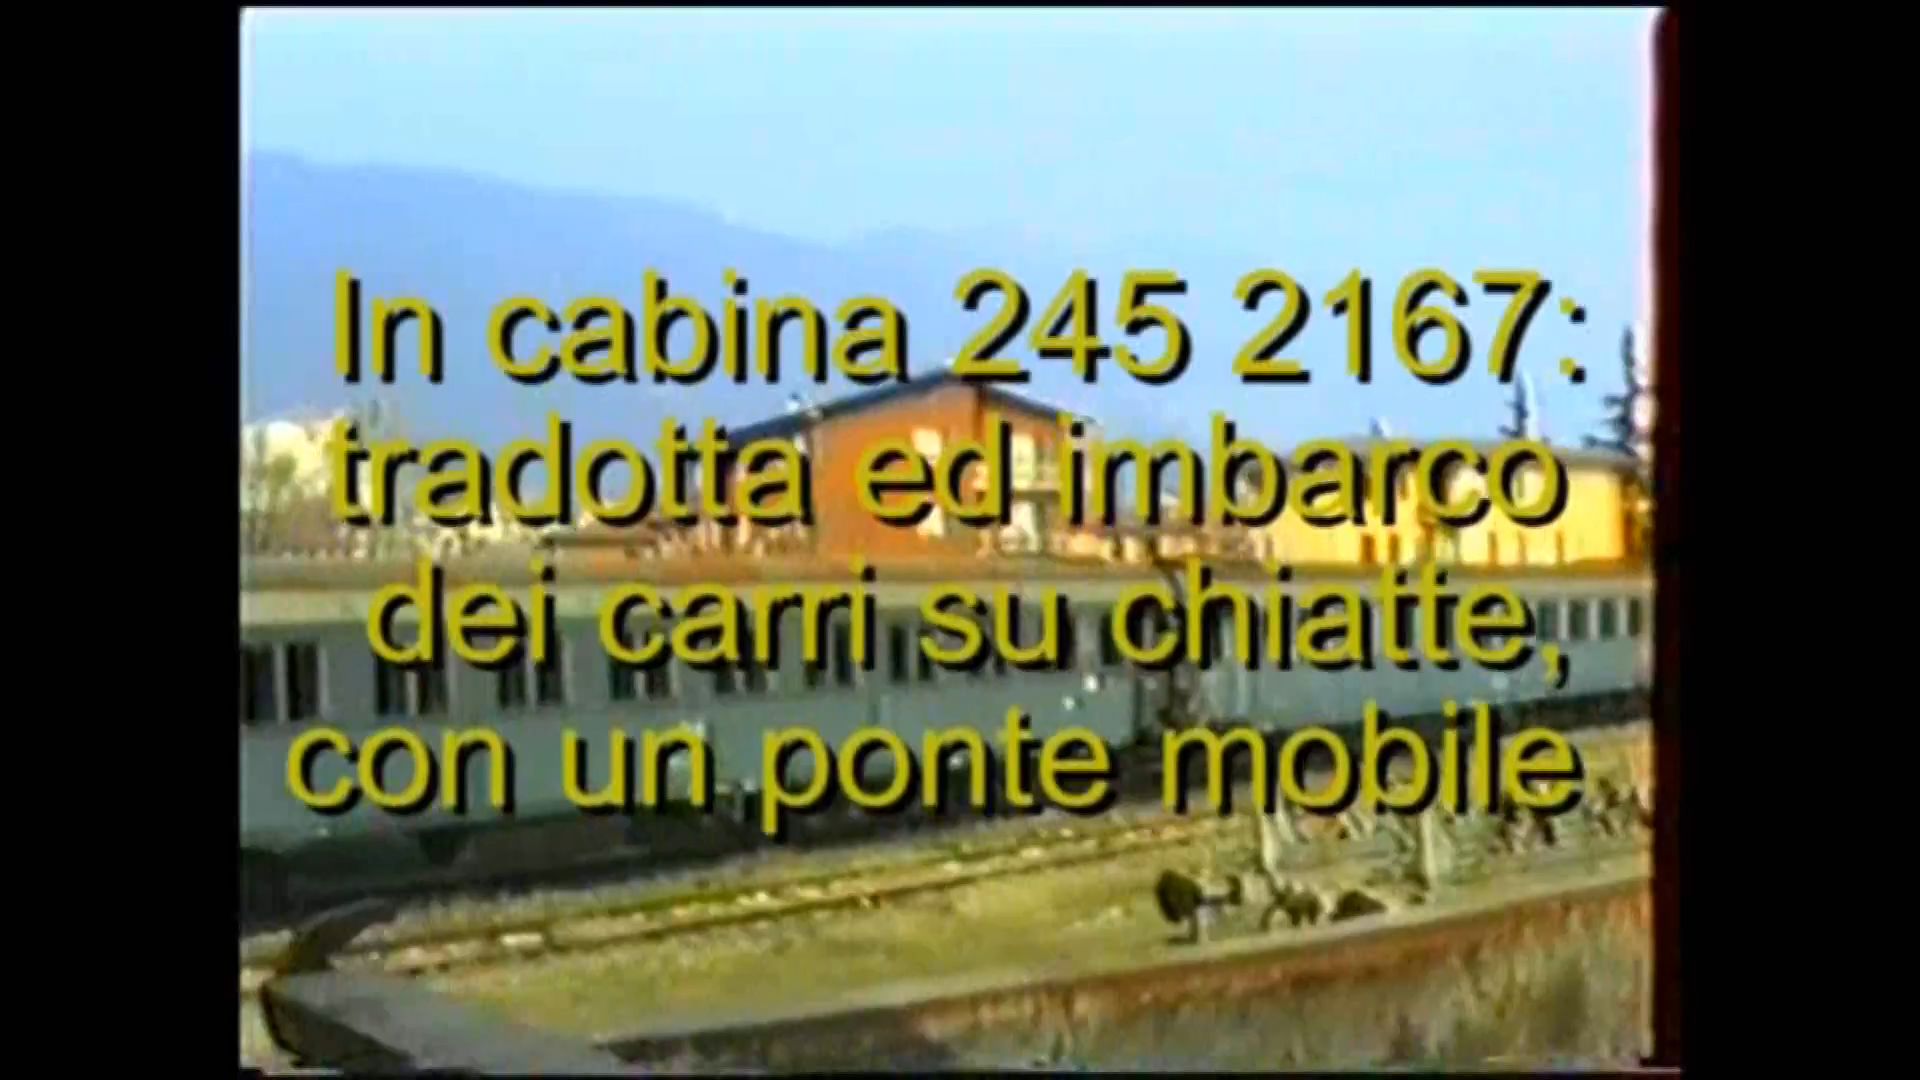 In cabina 245 2167:
tradotta ed imbarco
dei carri su chiatte,
con un ponte mobile